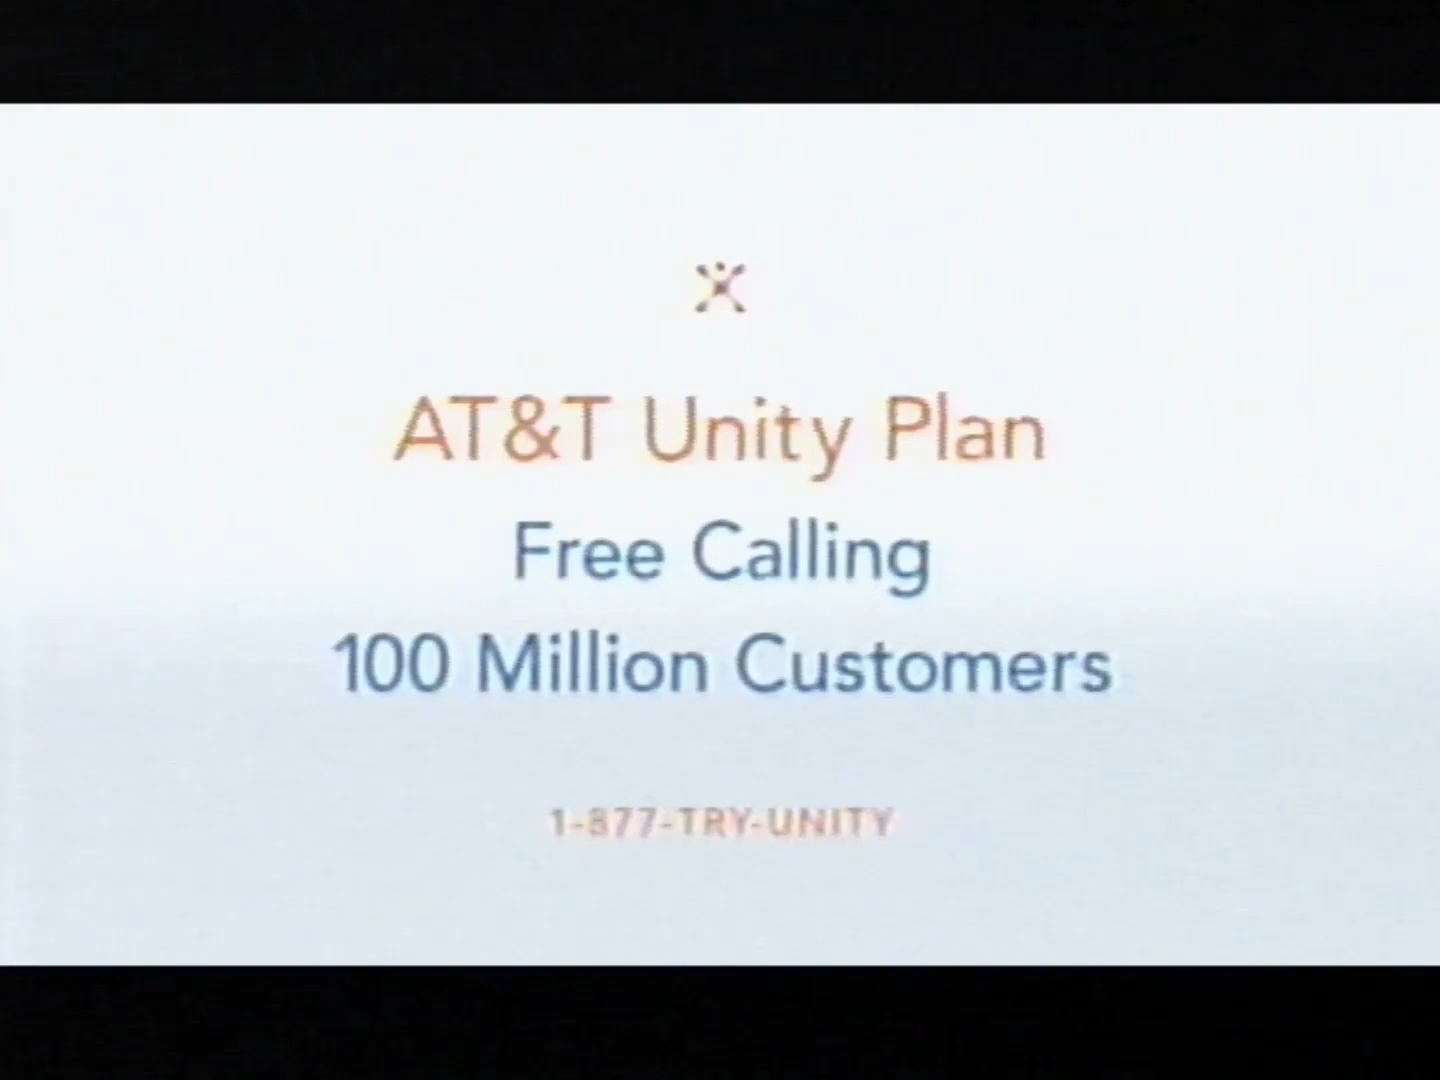 AT&T Unity Plan
Free Calling
100 Million Customers
1-877-TRY-UNITY